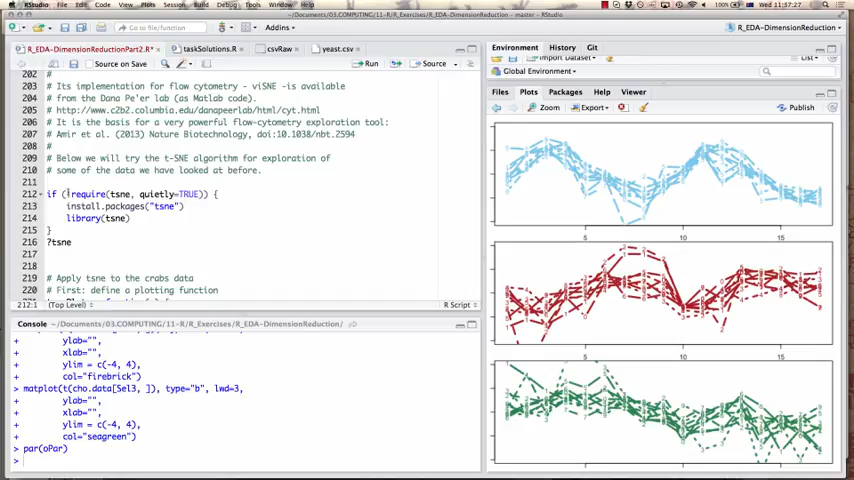 RStudio File Edit Code View Plots Session Build Debug Tools Window Help 100% Fri 11:57:27
~/Documents/03.COMPUTING/11-R/R_Exercises/R_EDA-DimensionReduction - master - RStudio
Go to file/function Addins R_EDA-DimensionReduction
R_EDA-DimensionReductionPart2.R* taskSolutions.R csvRaw yeast.csv
Source on Save Run Source
202 #
203 # Its implementation for flow cytometry - viSNE -is available
204 # from the Dana Pe'er lab (as Matlab code).
205 # http://www.c2b2.columbia.edu/danapeerlab/html/cyt.html
206 # It is the basis for a very powerful flow-cytometry exploration tool:
207 # Amir et al. (2013) Nature Biotechnology, doi:10.1038/nbt.2594
208 #
209 # Below we will try the t-SNE algorithm for exploration of
210 # some of the data we have looked at before.
211
212 if (!require(tsne, quietly=TRUE)) {
213 install.packages("tsne")
214 library(tsne)
215 }
216 ?tsne
217
218
219 # Apply tsne to the crabs data
220 # First: define a plotting function
212:1 (Top Level) R Script
Console ~/Documents/03.COMPUTING/11-R/R_Exercises/R_EDA-DimensionReduction/
+ ylab="",
+ xlab="",
+ ylim = c(-4, 4),
+ col="firebrick")
> matplot(t(cho.data[Sel3, ]), type="b", lwd=3,
+ ylab="",
+ xlab="",
+ ylim = c(-4, 4),
+ col="seagreen")
> par(oPar)
>
Environment History Git
Import Dataset List
Global Environment
Files Plots Packages Help Viewer
Zoom Export Publish
5 10 15
5 10 15
5 10 15